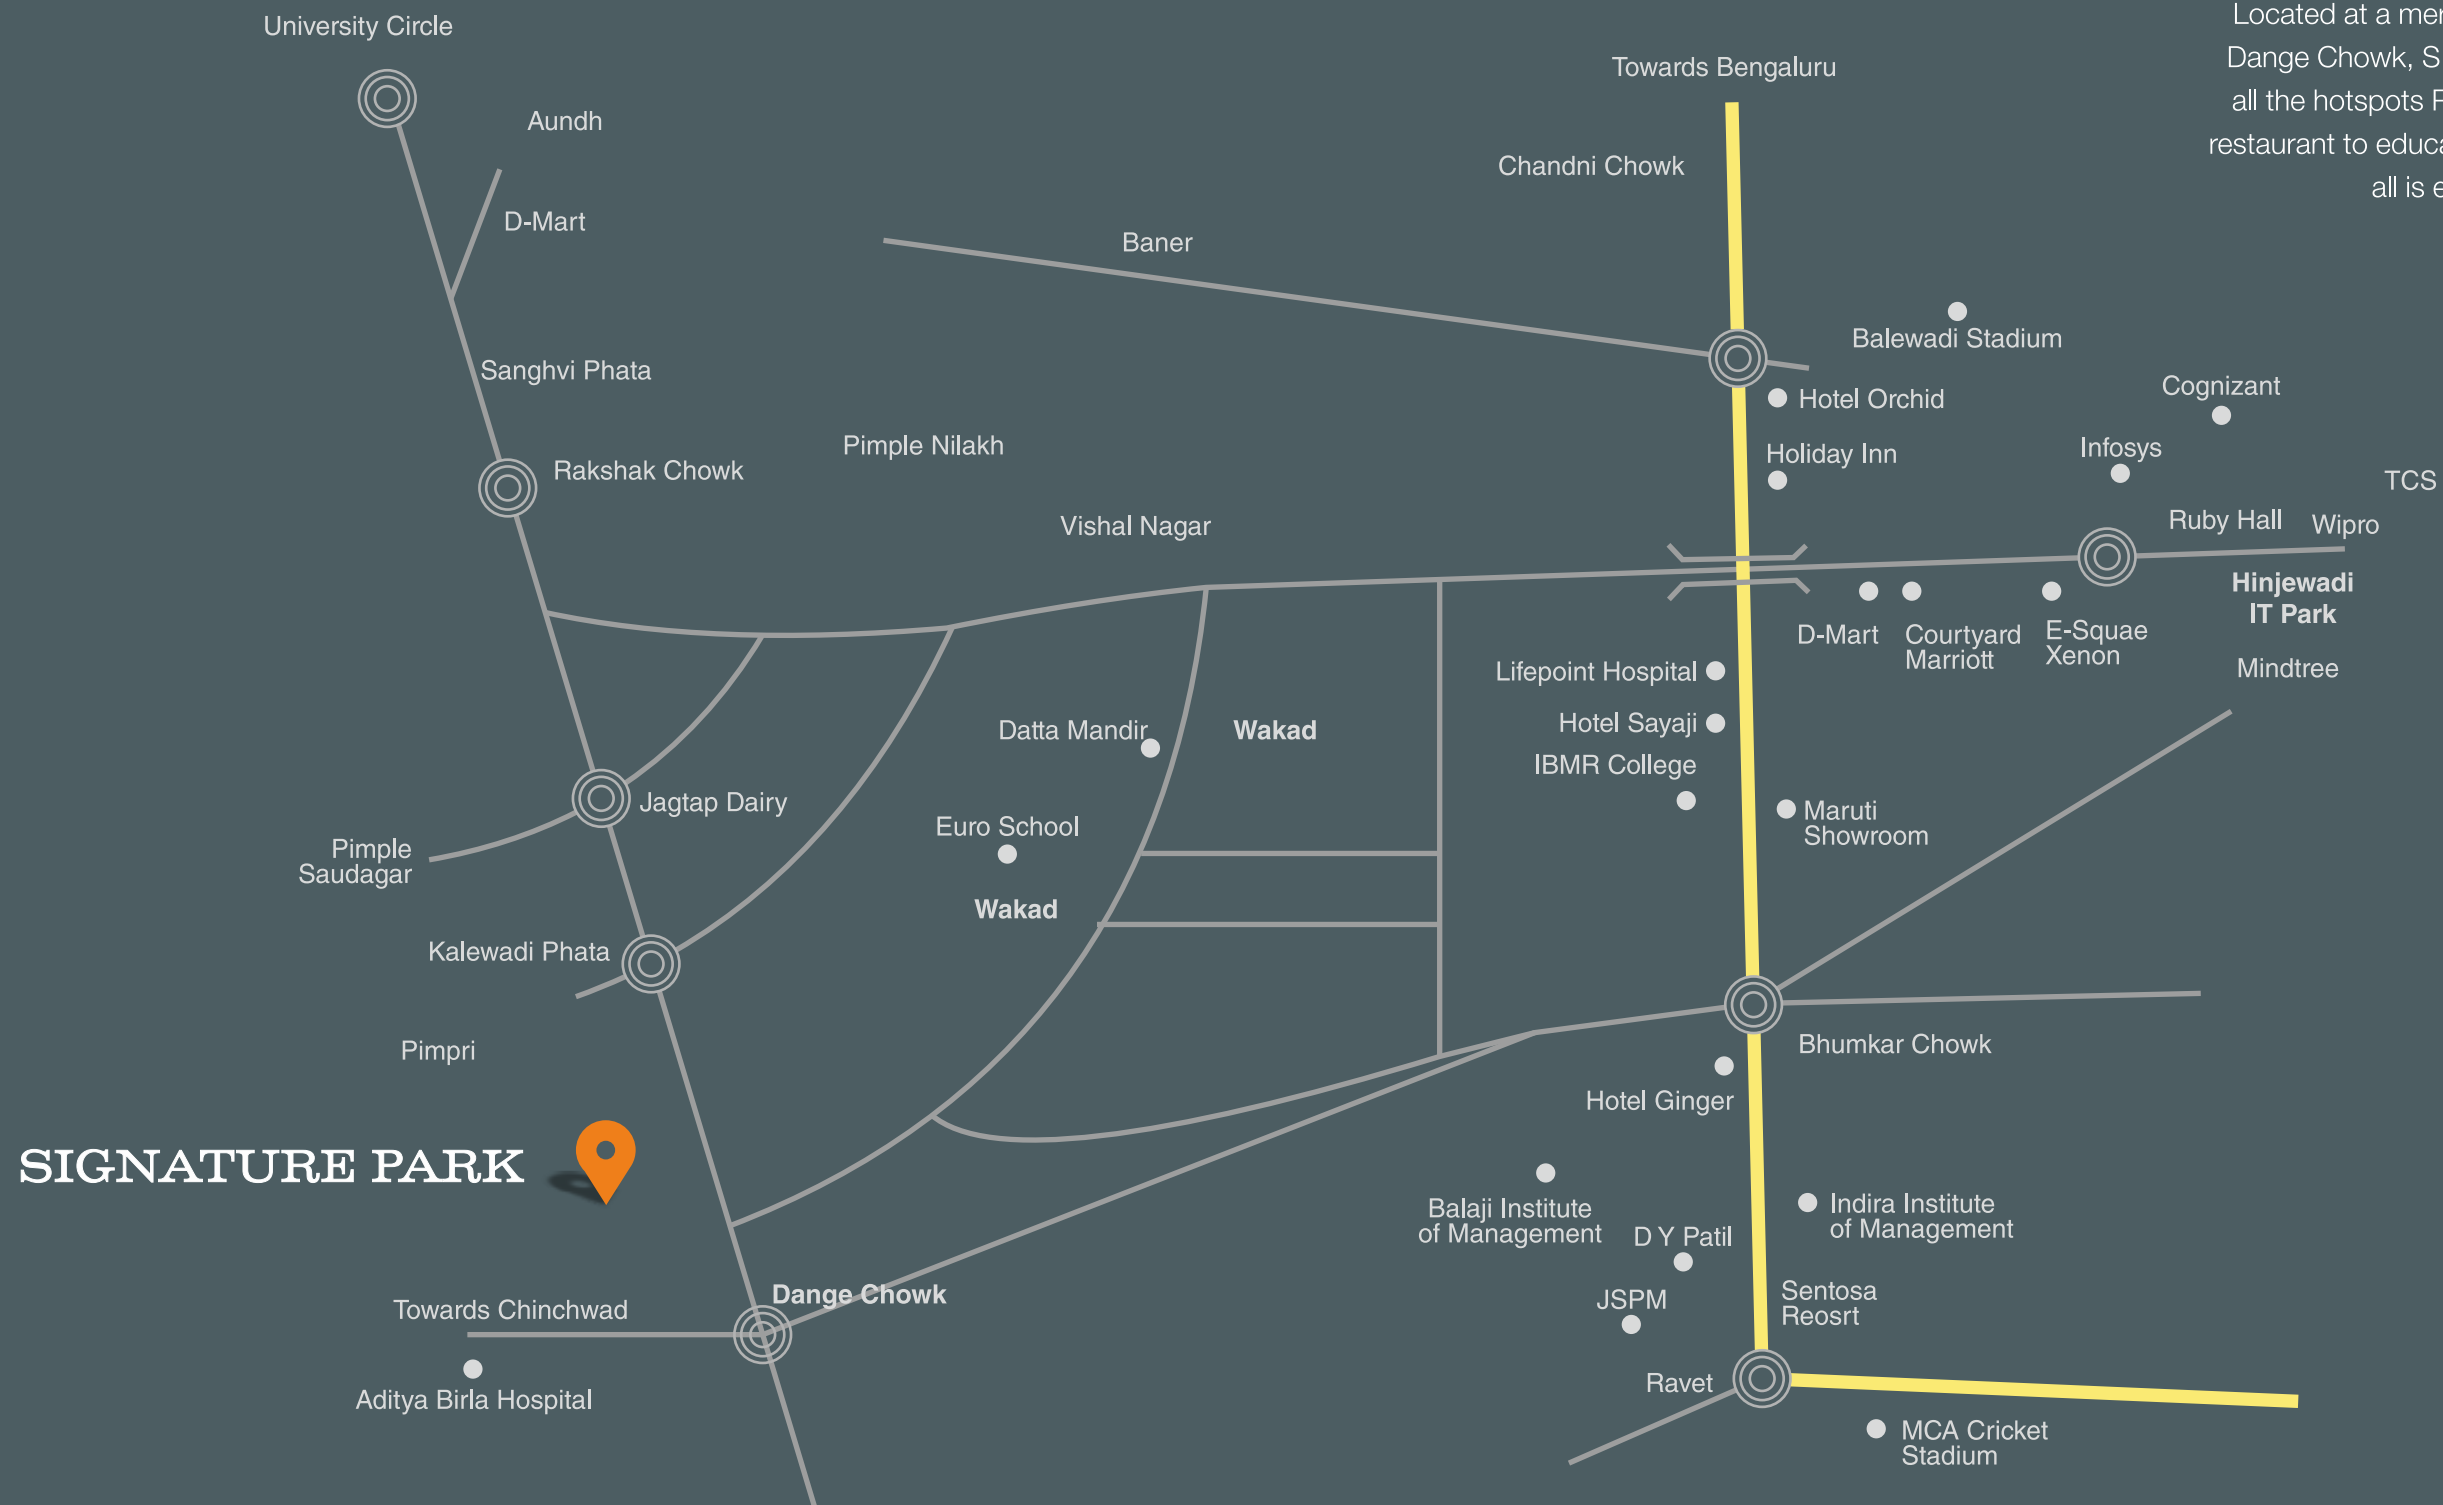 University Circle
Located at a mer
Dange Chowk, S
all the hotspots
restaurant to educa
all is e
Towards Bengaluru
Aundh
Chandni Chowk
D-Mart
Baner
Balewadi Stadium
Sanghvi Phata
Cognizant
Hotel Orchid
Pimple Nilakh
Infosys
Holiday Inn
Rakshak Chowk
TCS
Vishal Nagar
Ruby Hall
Wipro
Hinjewadi
IT Park
D-Mart
Courtyard
Marriott
E-Squae
Xenon
Lifepoint Hospital
Mindtree
Hotel Sayaji
Datta Mandir
Wakad
IBMR College
Jagtap Dairy
Maruti
Showroom
Euro School
Pimple
Saudagar
Wakad
Kalewadi Phata
Bhumkar Chowk
Pimpri
Hotel Ginger
SIGNATURE PARK
Balaji Institute
of Management
Indira Institute
of Management
D Y Patil
Dange Chowk
Sentosa
Reosrt
JSPM
Towards Chinchwad
Ravet
Aditya Birla Hospital
MCA Cricket
Stadium